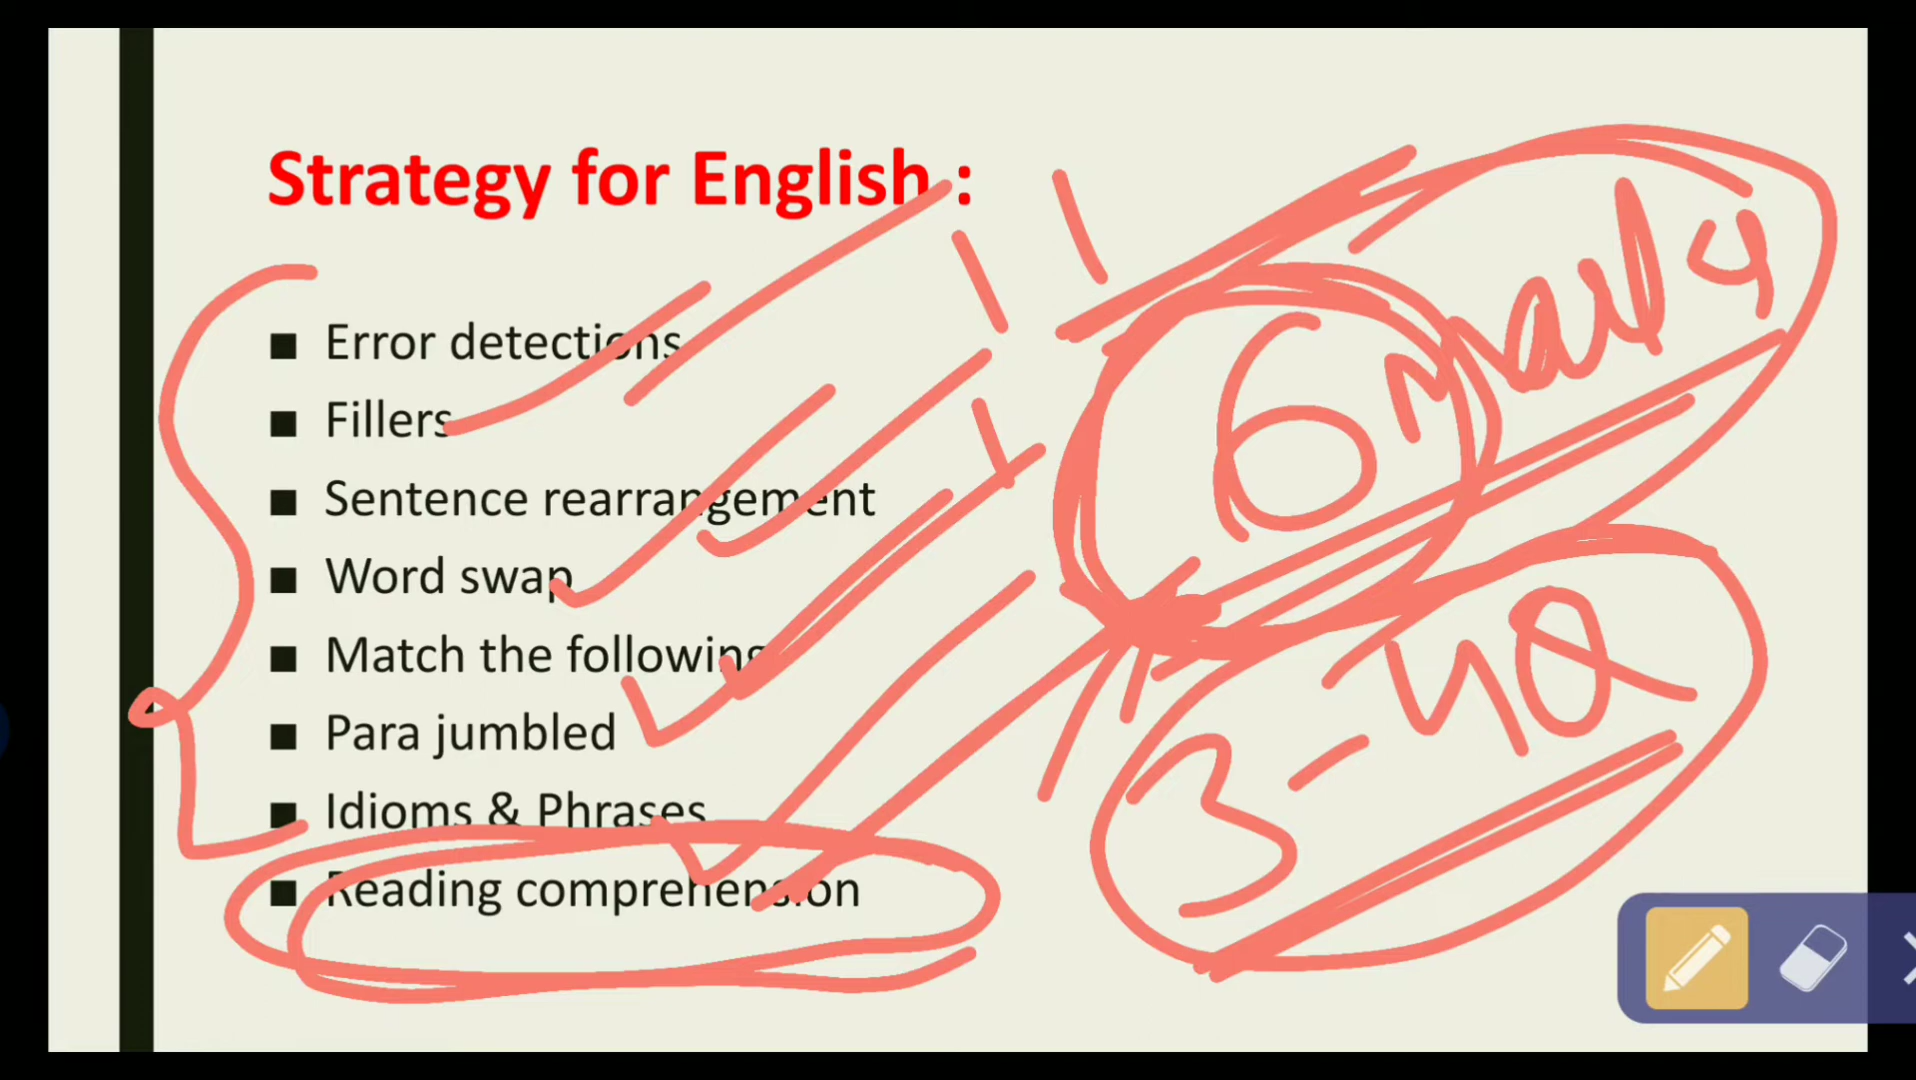 Strategy for English :
■ Error detections
■ Fillers
■ Sentence rearrangement
■ Word swap
■ Match the following
■ Para jumbled
■ Idioms & Phrases
■ Reading comprehension
6 Mark
3-4Q